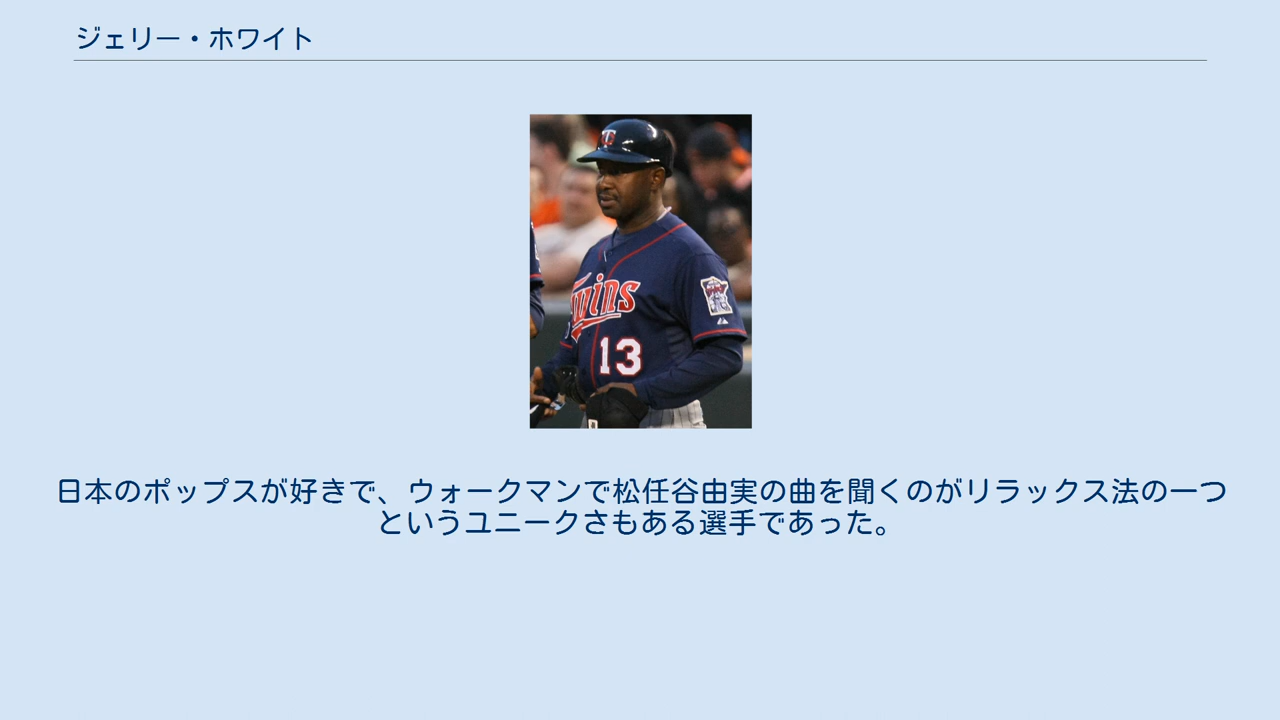 ジェリー・ホワイト
T
Twins
13
日本のポップスが好きで、ウォークマンで松任谷由実の曲を聞くのがリラックス法の一つ
というユニークさもある選手であった。